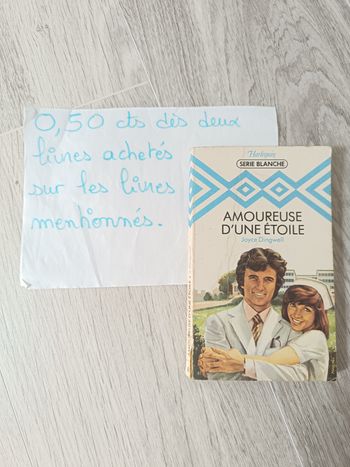 0,50 cts dès deux
livres achetés
sur les livres
mentionnés.
Harlequin
SERIE BLANCHE
AMOUREUSE
D'UNE ÉTOILE
Joyce Dingwell